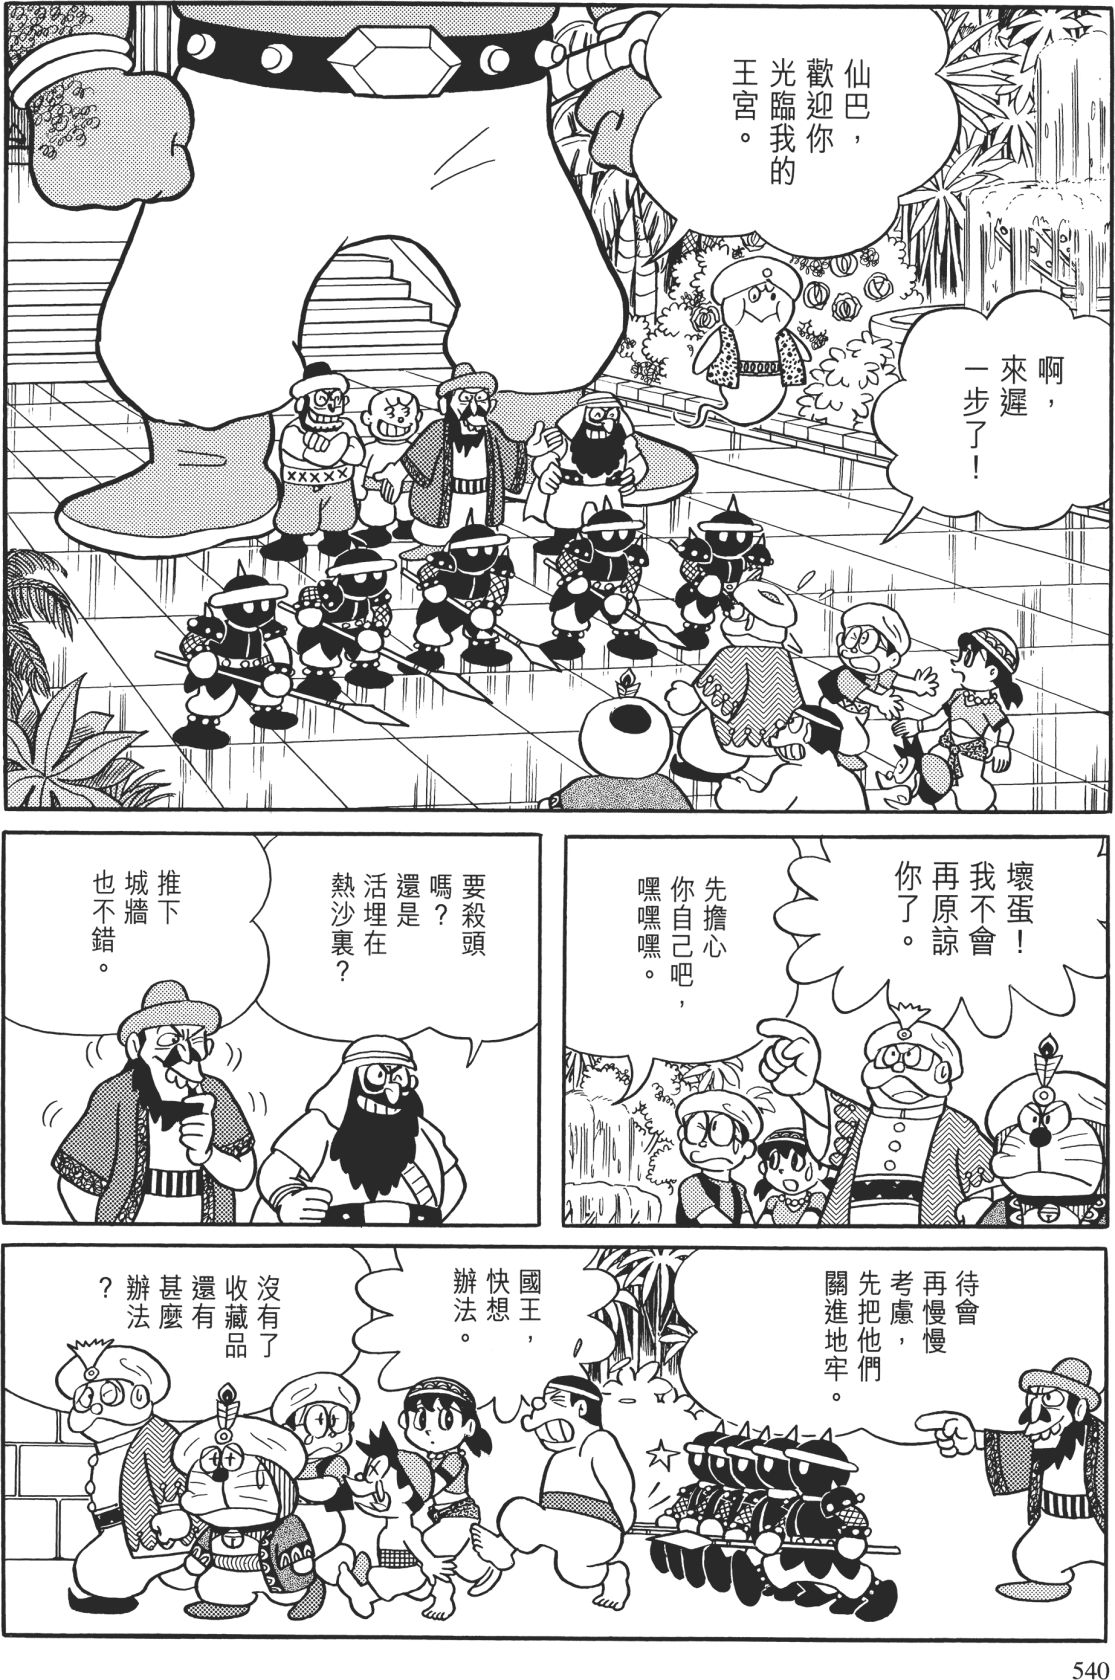 仙巴，
歡迎你
光臨我的
王宮。
啊，
來遲
一步了！
壞蛋！
我不會
再原諒
你了。
先擔心
你自己吧，
嘿嘿嘿。
要殺頭
嗎？
還是
活埋在
熱沙裏？
推下
城牆
也不錯。
待會
再慢慢
考慮，
先把他們
關進地牢。
國王，
快想
辦法。
沒有了
收藏品
還有
甚麼
辦法
？
540